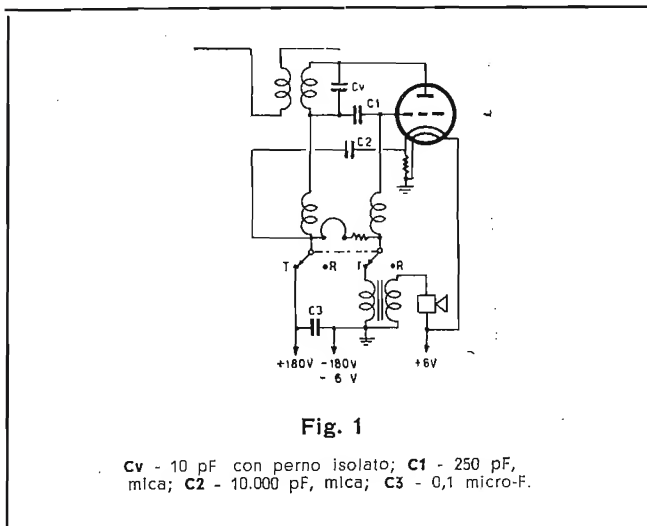 Cv
C1
C2
T
R
T
R
C3
+180V -180V +6V
- 6 V
Fig. 1
Cv - 10 pF con perno isolato; C1 - 250 pF,
mica; C2 - 10.000 pF, mica; C3 - 0,1 micro-F.